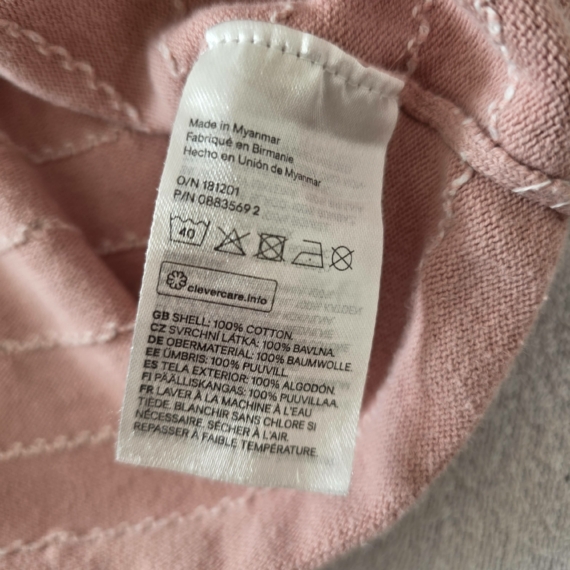 Made in Myanmar
Fabriqué en Birmanie
Hecho en Unión de Myanmar
O/N 181201
P/N 0883569 2
40
clevercare.info
GB SHELL: 100% COTTON.
CZ SVRCHNÍ LÁTKA: 100% BAVLNA.
DE OBERMATERIAL: 100% BAUMWOLLE.
EE ÜMBRIS: 100% PUUVILL.
ES TELA EXTERIOR: 100% ALGODÓN.
FI PÄÄLLISKANGAS: 100% PUUVILLAA.
FR LAVER À LA MACHINE À L'EAU
TIÈDE. BLANCHIR SANS CHLORE SI
NÉCESSAIRE. SÉCHER À L'AIR.
REPASSER À FAIBLE TEMPÉRATURE.